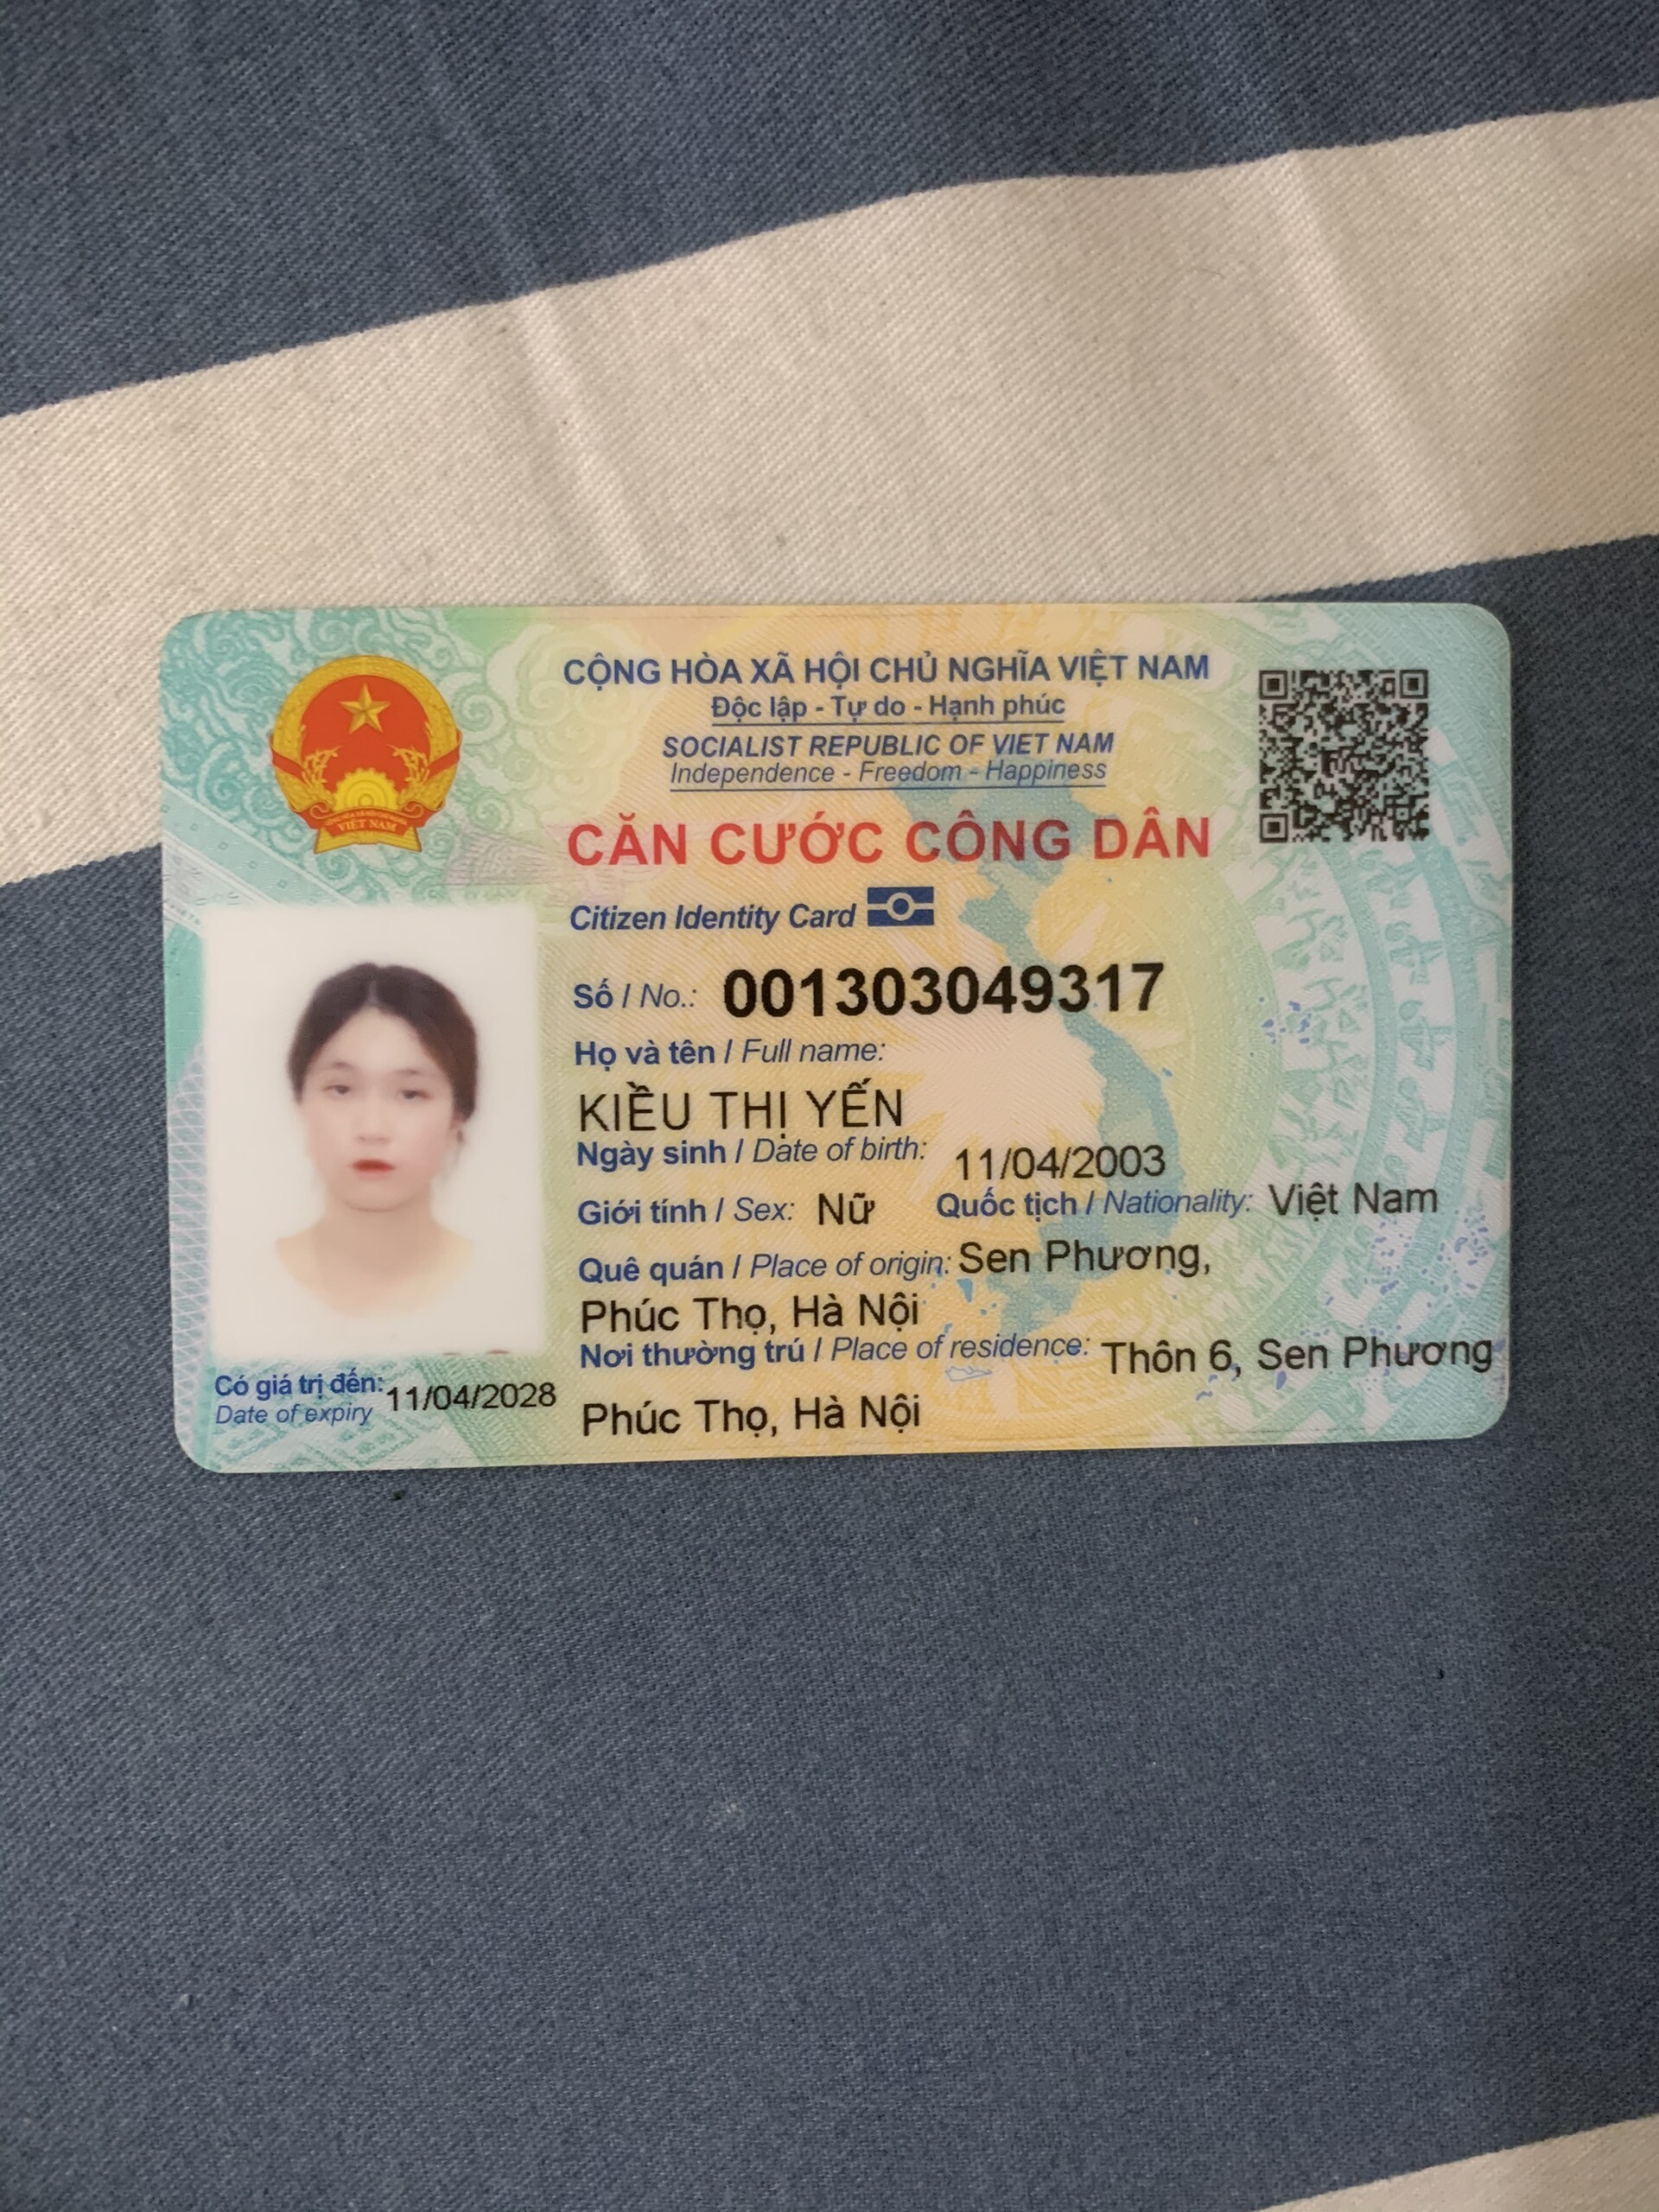 CỘNG HÒA XÃ HỘI CHỦ NGHĨA VIỆT NAM
Độc lập - Tự do - Hạnh phúc
SOCIALIST REPUBLIC OF VIET NAM
Independence - Freedom - Happiness
CĂN CƯỚC CÔNG DÂN
Citizen Identity Card
VIỆT NAM
Số / No.: 001303049317
Họ và tên / Full name:
KIỀU THỊ YẾN
Ngày sinh / Date of birth: 11/04/2003
Giới tính / Sex: Nữ Quốc tịch / Nationality: Việt Nam
Quê quán / Place of origin: Sen Phương,
Phúc Thọ, Hà Nội
Nơi thường trú / Place of residence: Thôn 6, Sen Phương
Phúc Thọ, Hà Nội
Có giá trị đến: 11/04/2028
Date of expiry